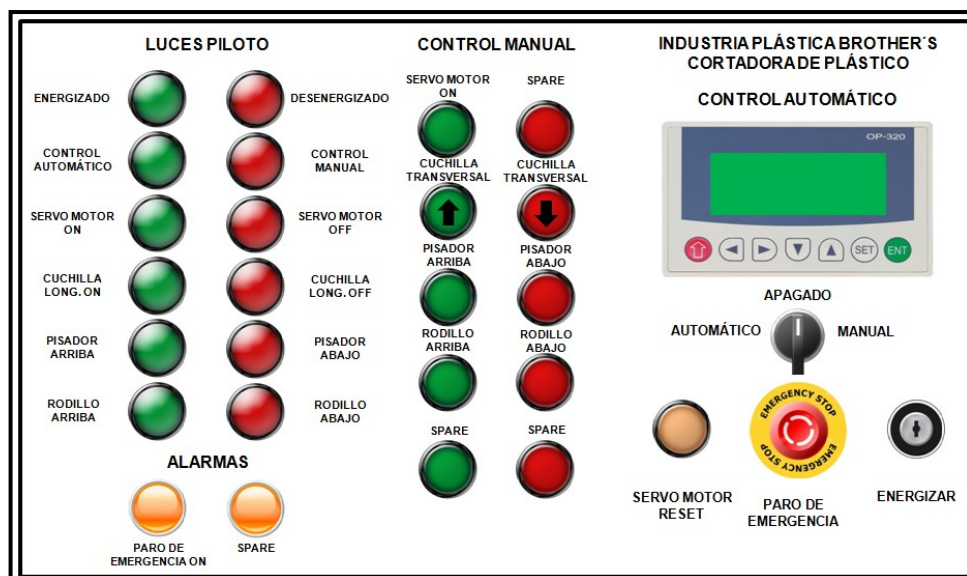 LUCES PILOTO
ENERGIZADO
DESENERGIZADO
CONTROL
AUTOMÁTICO
CONTROL
MANUAL
SERVO MOTOR
ON
SERVO MOTOR
OFF
CUCHILLA
LONG. ON
CUCHILLA
LONG. OFF
PISADOR
ARRIBA
PISADOR
ABAJO
RODILLO
ARRIBA
RODILLO
ABAJO
ALARMAS
PARO DE
EMERGENCIA ON
SPARE
CONTROL MANUAL
SERVO MOTOR
ON
SPARE
CUCHILLA
TRANSVERSAL
CUCHILLA
TRANSVERSAL
PISADOR
ARRIBA
PISADOR
ABAJO
RODILLO
ARRIBA
RODILLO
ABAJO
SPARE
SPARE
INDUSTRIA PLÁSTICA BROTHER´S
CORTADORA DE PLÁSTICO
CONTROL AUTOMÁTICO
OP-320
SET
ENT
APAGADO
AUTOMÁTICO
MANUAL
EMERGENCY STOP
EMERGENCY STOP
SERVO MOTOR
RESET
PARO DE
EMERGENCIA
ENERGIZAR